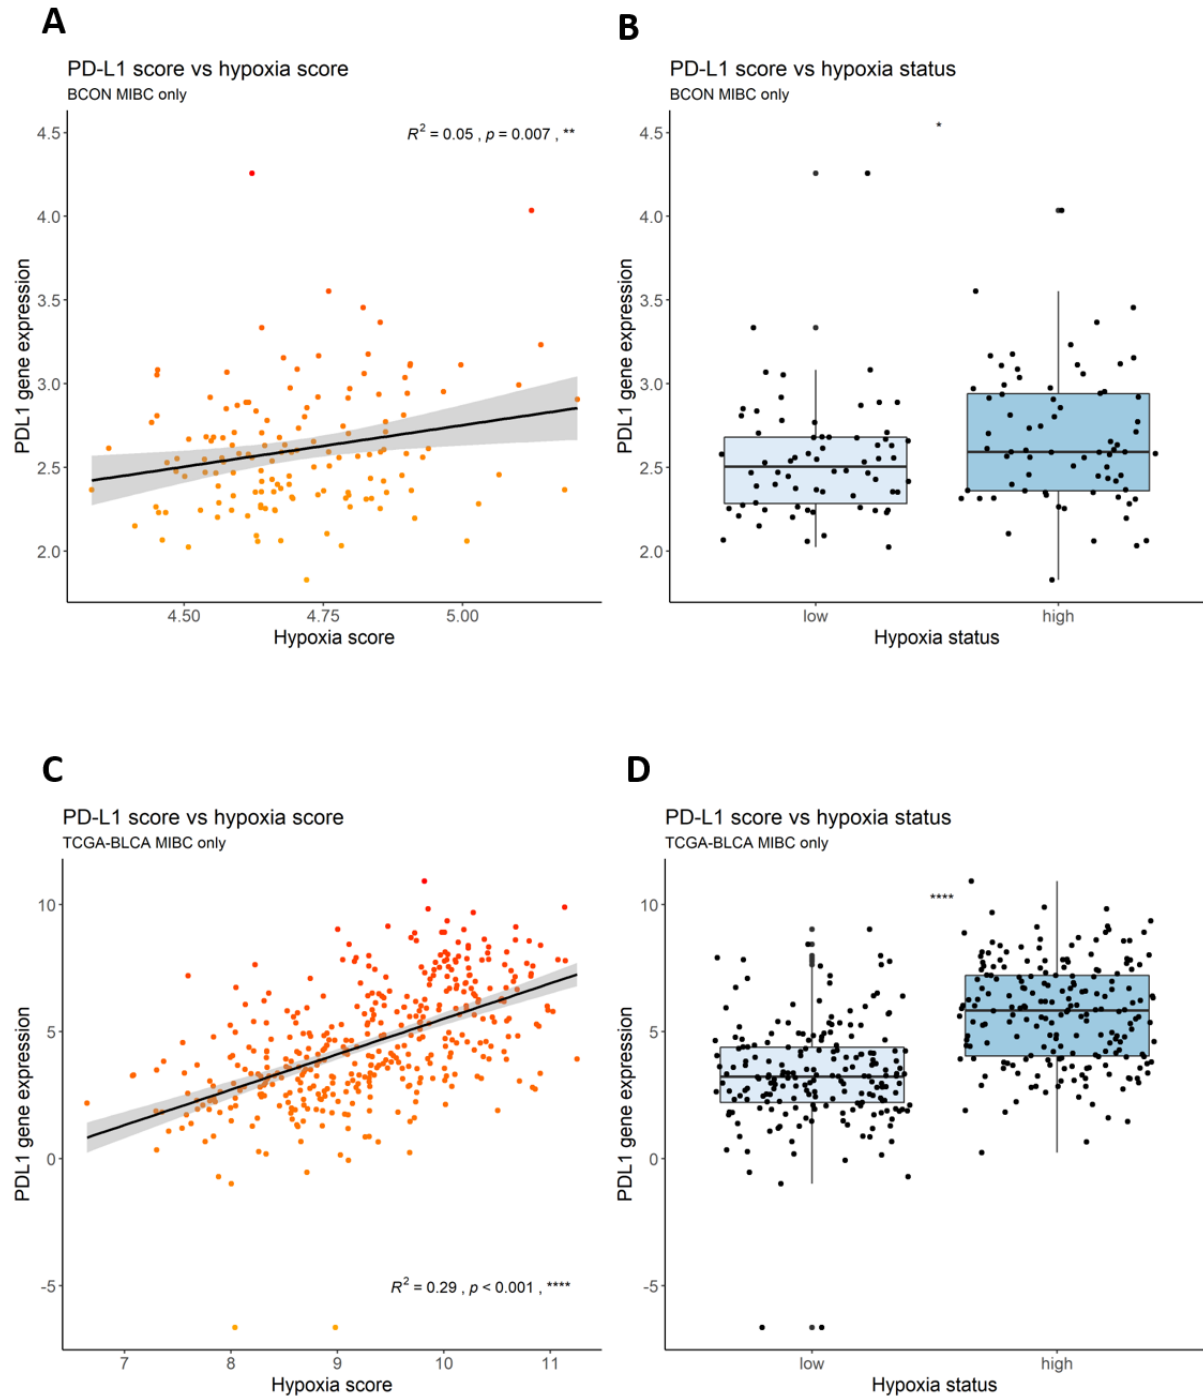 A
PD-L1 score vs hypoxia score
BCON MIBC only
R² = 0.05 , p = 0.007 , **
PDL1 gene expression
4.5
4.0
3.5
3.0
2.5
2.0
4.50 4.75 5.00
Hypoxia score
B
PD-L1 score vs hypoxia status
BCON MIBC only
*
PDL1 gene expression
4.5
4.0
3.5
3.0
2.5
2.0
low high
Hypoxia status
C
PD-L1 score vs hypoxia score
TCGA-BLCA MIBC only
PDL1 gene expression
10
5
0
-5
R² = 0.29 , p < 0.001 , ****
7 8 9 10 11
Hypoxia score
D
PD-L1 score vs hypoxia status
TCGA-BLCA MIBC only
****
PDL1 gene expression
10
5
0
-5
low high
Hypoxia status